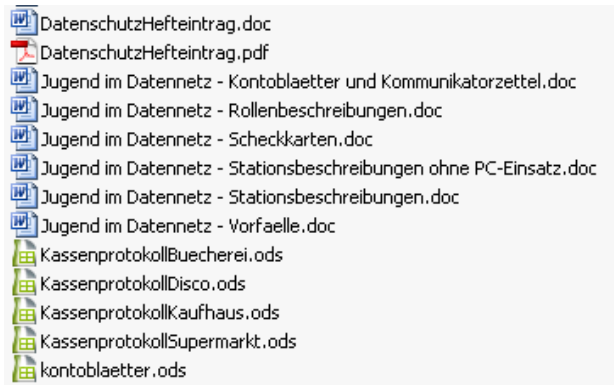 DatenschutzHefteintrag.doc
DatenschutzHefteintrag.pdf
Jugend im Datennetz - Kontoblaetter und Kommunikatorzettel.doc
Jugend im Datennetz - Rollenbeschreibungen.doc
Jugend im Datennetz - Scheckkarten.doc
Jugend im Datennetz - Stationsbeschreibungen ohne PC-Einsatz.doc
Jugend im Datennetz - Stationsbeschreibungen.doc
Jugend im Datennetz - Vorfaelle.doc
KassenprotokollBuecherei.ods
KassenprotokollDisco.ods
KassenprotokollKaufhaus.ods
KassenprotokollSupermarkt.ods
kontoblaetter.ods